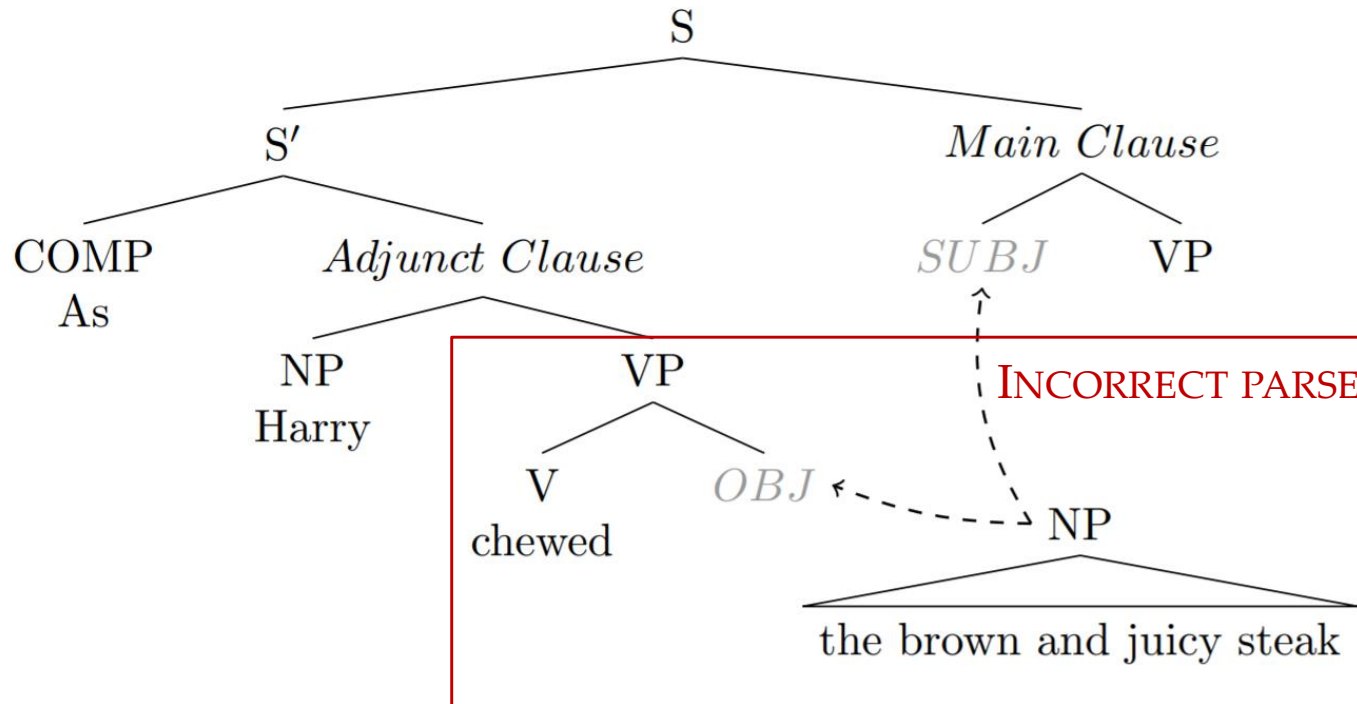 S
S′
Main Clause
COMP
As
Adjunct Clause
SUBJ
VP
NP
Harry
VP
INCORRECT PARSE
V
chewed
OBJ
NP
the brown and juicy steak